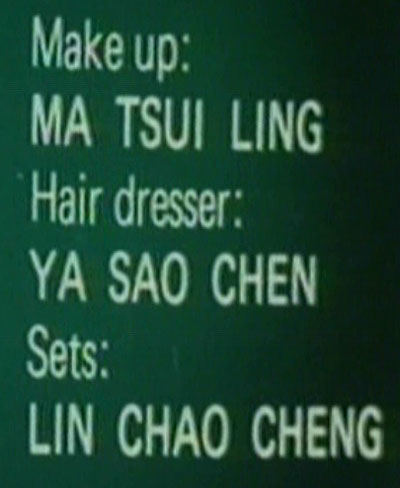 Make up:
MA TSUI LING
Hair dresser:
YA SAO CHEN
Sets:
LIN CHAO CHENG